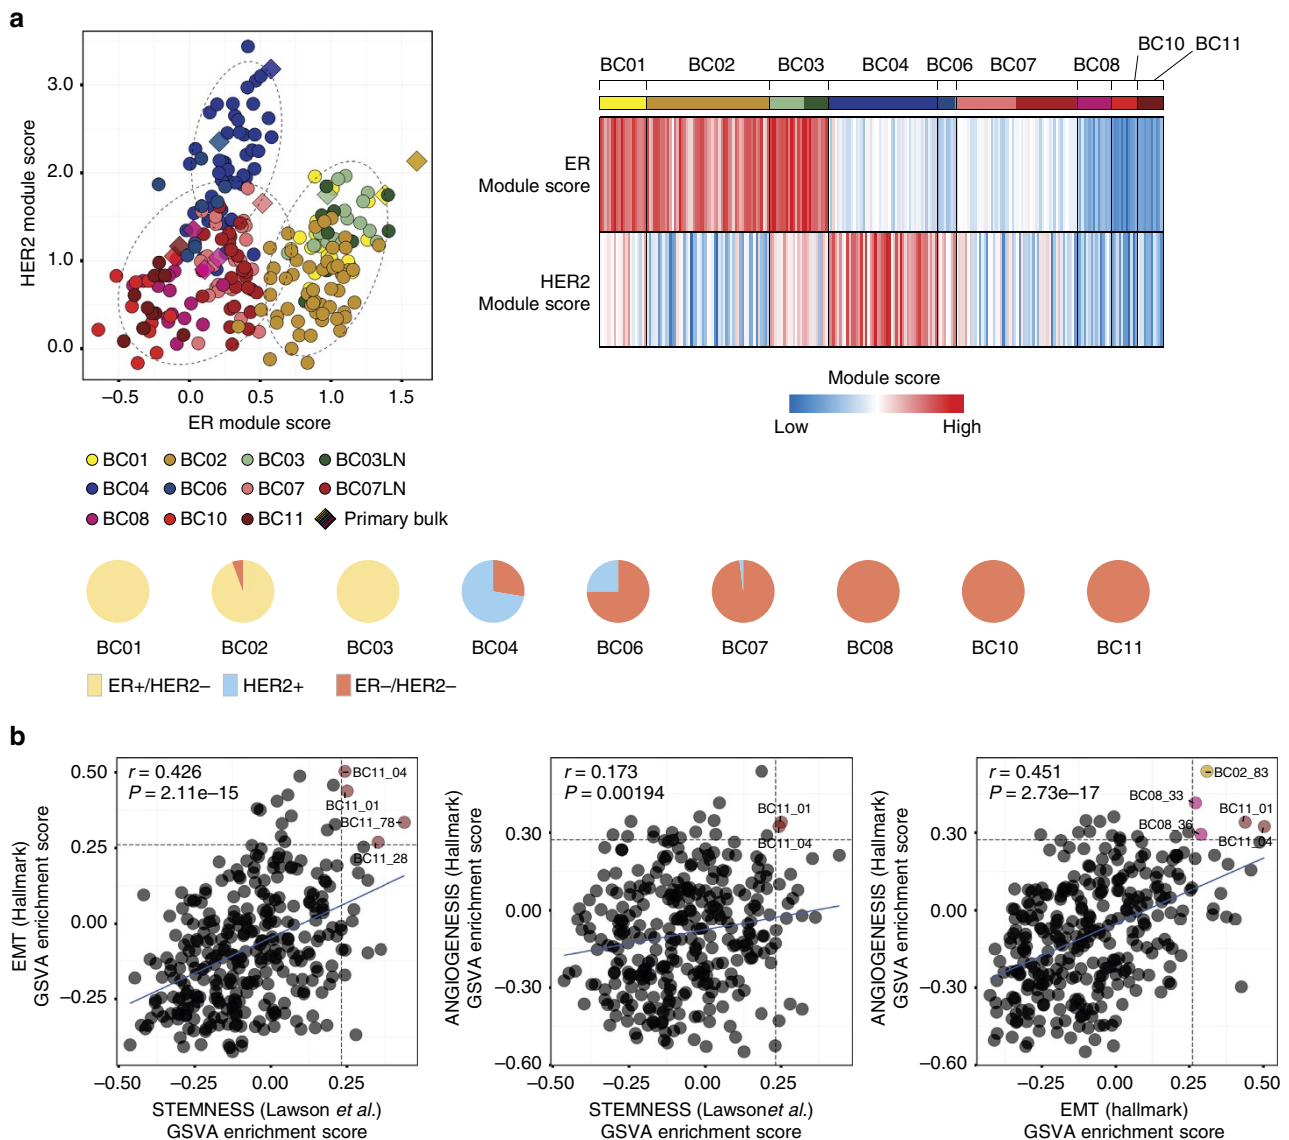 a
3.0
2.0
1.0
0.0
HER2 module score
−0.5 0.0 0.5 1.0 1.5
ER module score
BC01 BC02 BC03 BC03LN
BC04 BC06 BC07 BC07LN
BC08 BC10 BC11 Primary bulk
BC10 BC11
BC01 BC02 BC03 BC04 BC06 BC07 BC08
ER
Module score
HER2
Module score
Module score
Low High
BC01 BC02 BC03 BC04 BC06 BC07 BC08 BC10 BC11
ER+/HER2− HER2+ ER−/HER2−
b
EMT (Hallmark)
GSVA enrichment score
0.50
0.25
0.00
−0.25
r = 0.426
P = 2.11e−15
BC11_04
BC11_01
BC11_78
BC11_28
−0.50 −0.25 0.00 0.25
STEMNESS (Lawson et al.)
GSVA enrichment score
ANGIOGENESIS (Hallmark)
GSVA enrichment score
0.30
0.00
−0.30
−0.60
r = 0.173
P = 0.00194
BC11_01
BC11_04
−0.50 −0.25 0.00 0.25
STEMNESS (Lawsonet al.)
GSVA enrichment score
ANGIOGENESIS (Hallmark)
GSVA enrichment score
0.30
0.00
−0.30
−0.60
r = 0.451
P = 2.73e−17
BC02_83
BC08_33
BC11_01
BC08_36
BC11_04
−0.25 0.00 0.25 0.50
EMT (hallmark)
GSVA enrichment score